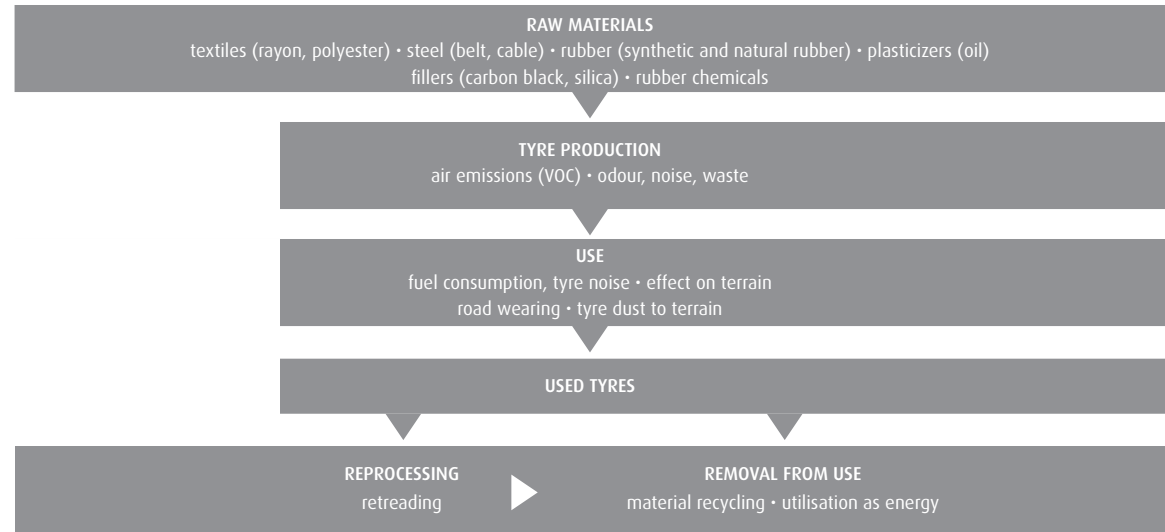 RAW MATERIALS
textiles (rayon, polyester) • steel (belt, cable) • rubber (synthetic and natural rubber) • plasticizers (oil)
fillers (carbon black, silica) • rubber chemicals
TYRE PRODUCTION
air emissions (VOC) • odour, noise, waste
USE
fuel consumption, tyre noise • effect on terrain
road wearing • tyre dust to terrain
USED TYRES
REPROCESSING
retreading
REMOVAL FROM USE
material recycling • utilisation as energy